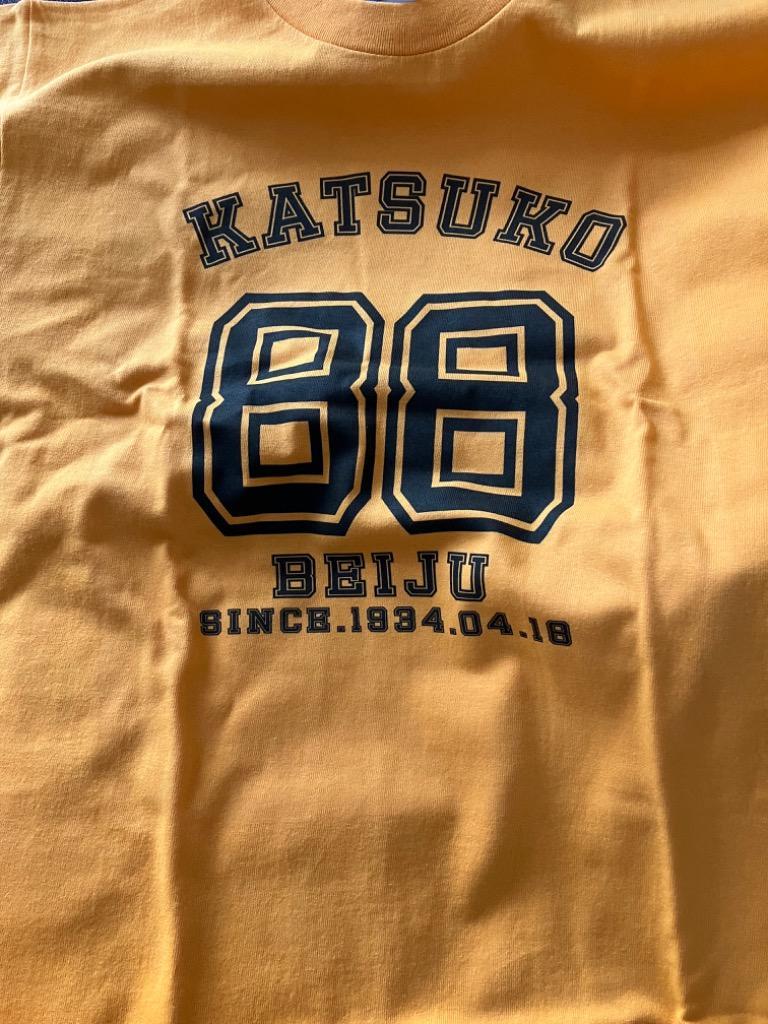 KATSUKO
88
BEIJU
SINCE.1934.04.18